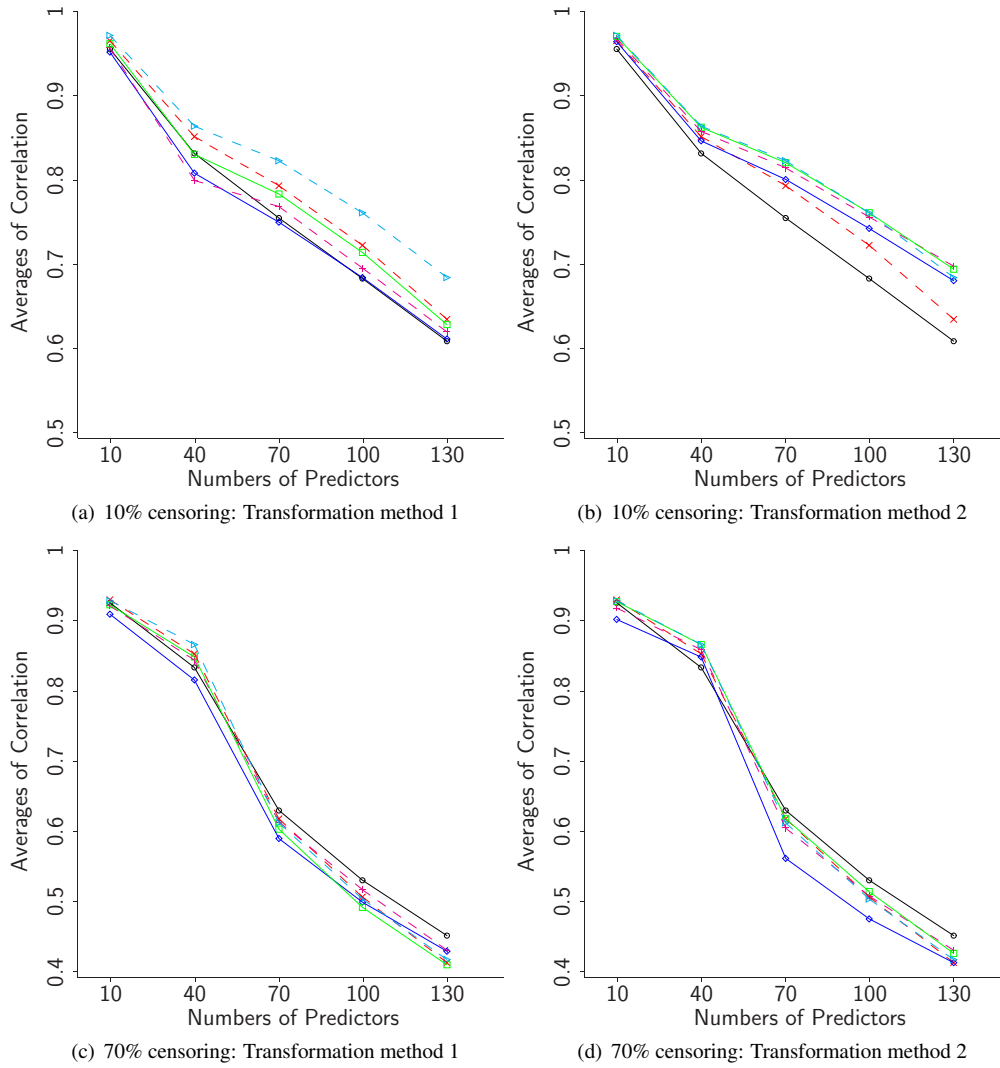 1
0.9
0.8
0.7
0.6
0.5
Averages of Correlation
10 40 70 100 130
Numbers of Predictors
(a) 10% censoring: Transformation method 1
1
0.9
0.8
0.7
0.6
0.5
Averages of Correlation
10 40 70 100 130
Numbers of Predictors
(b) 10% censoring: Transformation method 2
1
0.9
0.8
0.7
0.6
0.5
0.4
Averages of Correlation
10 40 70 100 130
Numbers of Predictors
(c) 70% censoring: Transformation method 1
1
0.9
0.8
0.7
0.6
0.5
0.4
Averages of Correlation
10 40 70 100 130
Numbers of Predictors
(d) 70% censoring: Transformation method 2